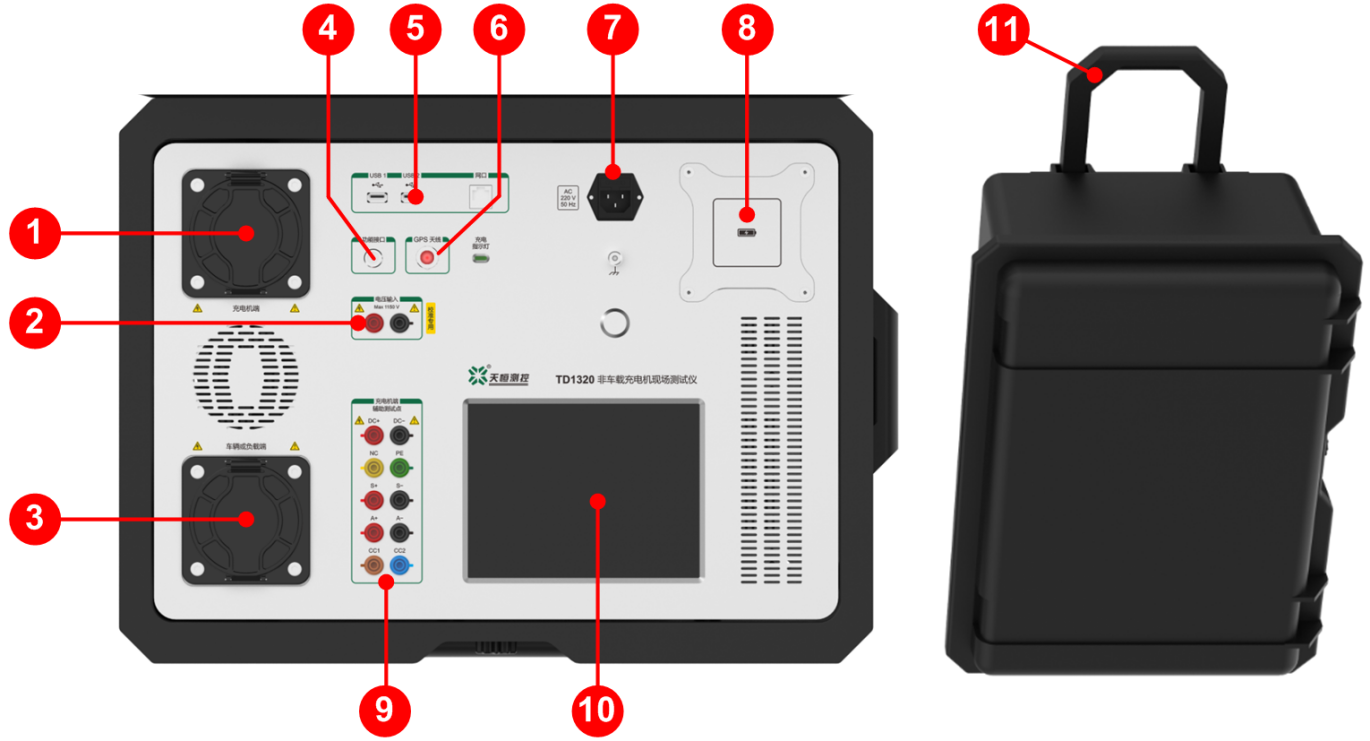 4
5
6
7
8
11
USB 1
USB 2
网口
AC
220 V
50 Hz
1
功能接口
GPS 天线
充电
指示灯
充电机端
2
电压输入
校准专用
天恒测控®
TD1320 非车载充电机现场测试仪
充电机端
辅助测试点
DC+
DC−
车辆或负载端
NC
PE
S+
S−
3
A+
A−
CC1
CC2
9
10